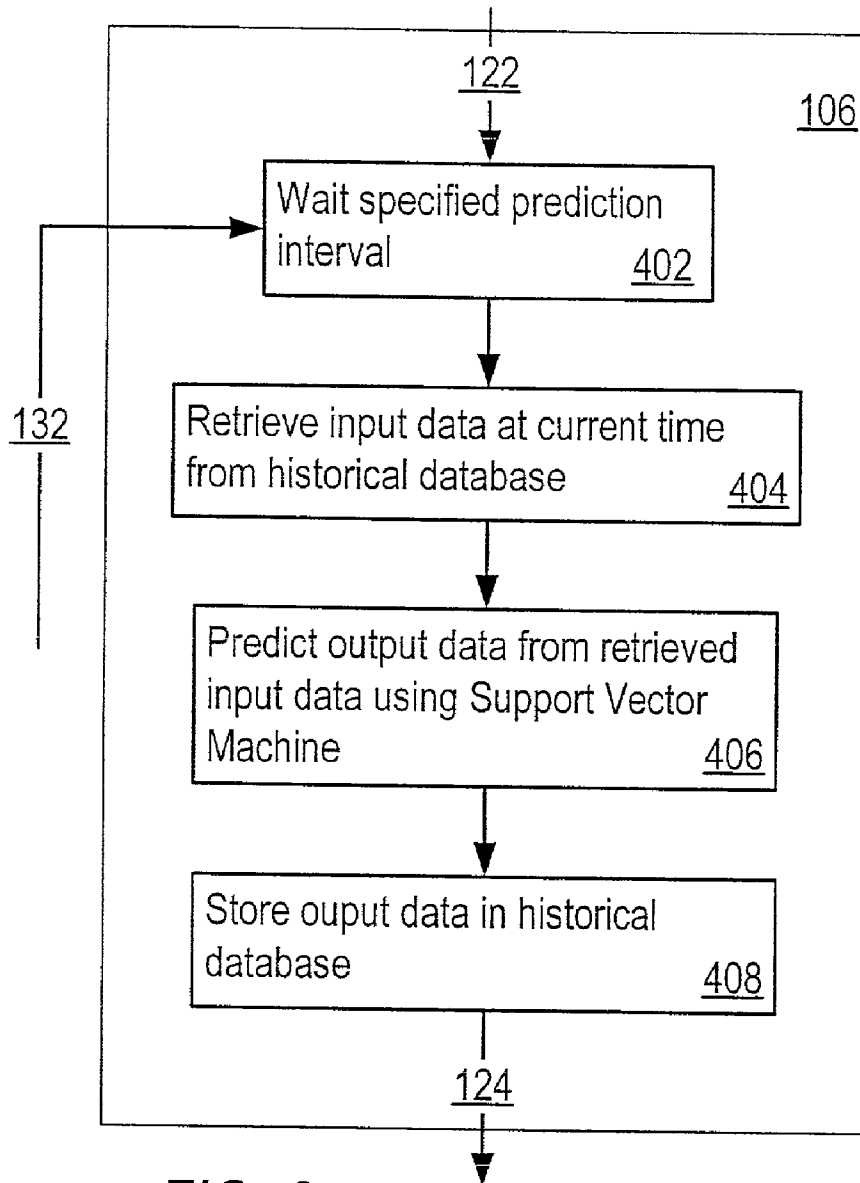 122
106
Wait specified prediction
interval
402
132
Retrieve input data at current time
from historical database
404
Predict output data from retrieved
input data using Support Vector
Machine
406
Store ouput data in historical
database
408
124